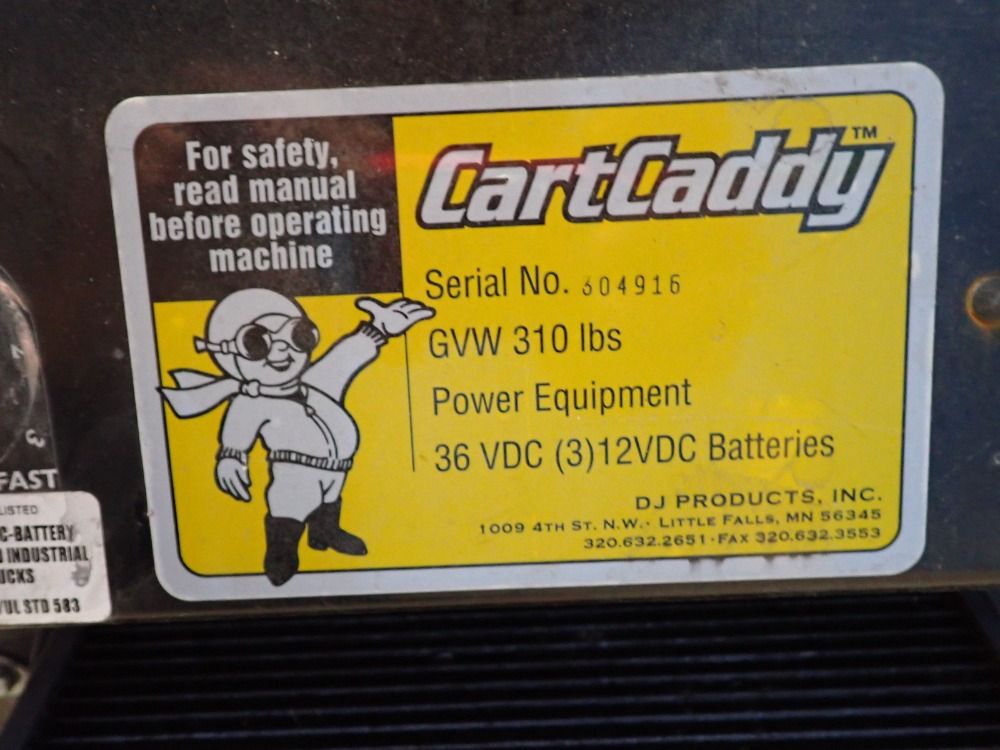 For safety,
read manual
before operating
machine
CartCaddy™
Serial No. 604916
GVW 310 lbs
Power Equipment
36 VDC (3)12VDC Batteries
DJ PRODUCTS, INC.
1009 4TH ST. N.W.· LITTLE FALLS, MN 56345
320.632.2651·FAX 320.632.3553
3
FAST
LISTED
C-BATTERY
INDUSTRIAL
UCKS
/UL STD 583